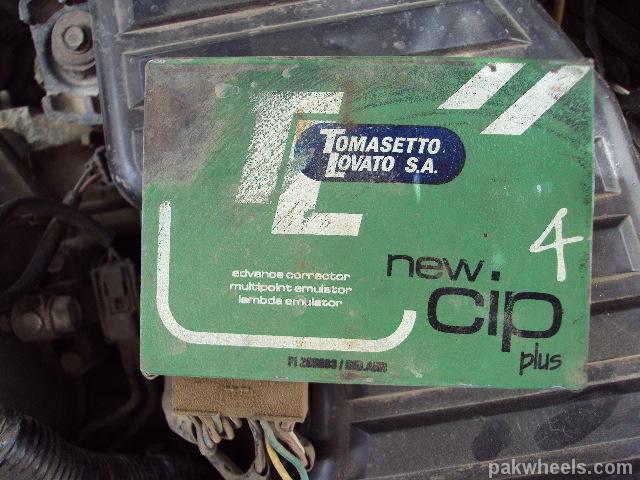 TOMASETTO
LOVATO S.A.
4
new
cip
plus
advance corrector
multipoint emulator
lambda emulator
pakwheels.com